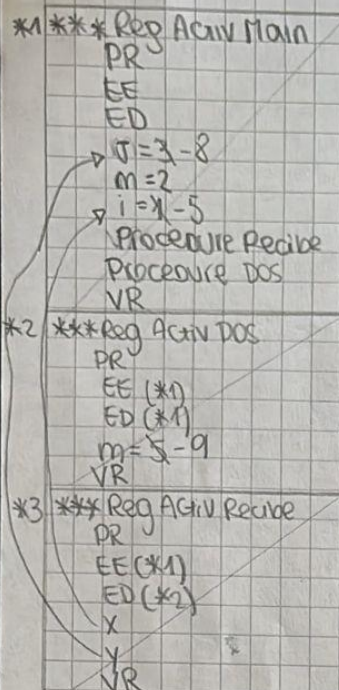 *1 *** Reg Activ Main
PR
EE
ED
J = 3 - 8
m = 2
i = 1 - 5
Procedure Recibe
Procedure DOS
VR
*2 *** Reg Activ DOS
PR
EE (*1)
ED (*1)
m = 5 - 9
VR
*3 *** Reg Activ Recibe
PR
EE (*1)
ED (*2)
X
Y
VR